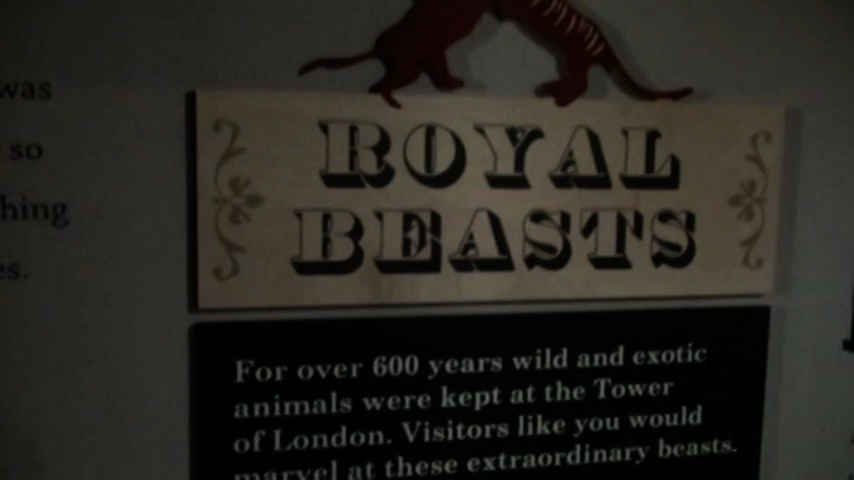 was
so
hing
es.
ROYAL
BEASTS
For over 600 years wild and exotic
animals were kept at the Tower
of London. Visitors like you would
marvel at these extraordinary beasts.